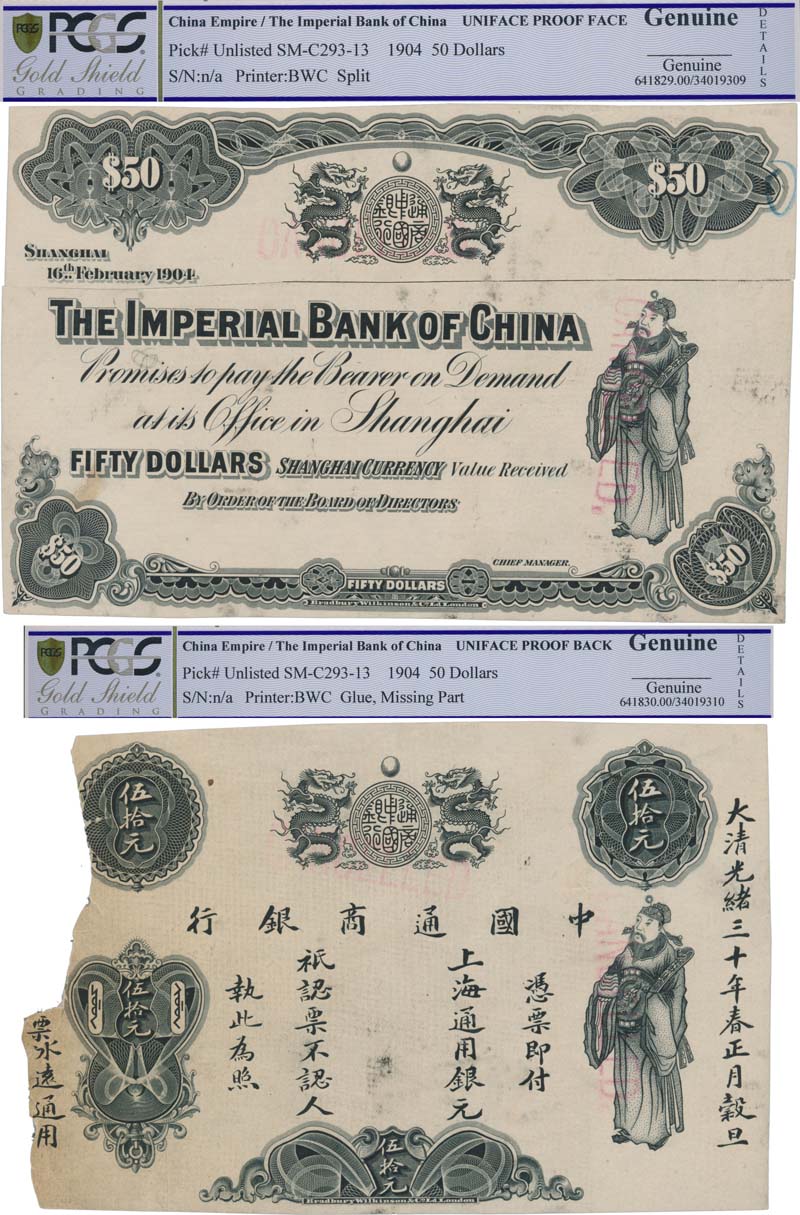 PCGS
Gold Shield
GRADING
China Empire / The Imperial Bank of China UNIFACE PROOF FACE
Pick# Unlisted SM-C293-13 1904 50 Dollars
S/N:n/a Printer:BWC Split
Genuine
Genuine
641829.00/34019309
DETAILS
$50
$50
SHANGHAI
16th February 1904
THE IMPERIAL BANK OF CHINA
Promises to pay the Bearer on Demand
at its Office in Shanghai
FIFTY DOLLARS SHANGHAI CURRENCY Value Received
BY ORDER OF THE BOARD OF DIRECTORS
CANCELLED.
CHIEF MANAGER.
$50
FIFTY DOLLARS
$50
Bradbury Wilkinson & Co. Ld. London
PCGS
Gold Shield
GRADING
China Empire / The Imperial Bank of China UNIFACE PROOF BACK
Pick# Unlisted SM-C293-13 1904 50 Dollars
S/N:n/a Printer:BWC Glue, Missing Part
Genuine
Genuine
641830.00/34019310
DETAILS
伍拾元
伍拾元
大清光緒三十年春正月穀旦
中國通商銀行
憑票即付
上海通用銀元
祇認票不認人
執此為照
伍拾元
票永遠通用
伍拾元
Bradbury Wilkinson & Co. Ld. London